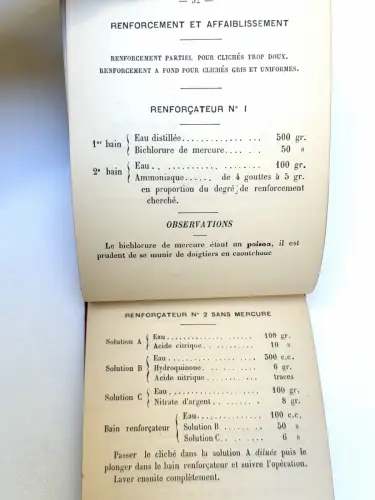 — 32 —
RENFORCEMENT ET AFFAIBLISSEMENT
RENFORCEMENT PARTIEL POUR CLICHÉS TROP DOUX.
RENFORCEMENT A FOND POUR CLICHÉS GRIS ET UNIFORMES.
RENFORÇATEUR N° I
1er bain { Eau distillée............. ... 500 gr.
Bichlorure de mercure...... . 50 »
2e bain { Eau.. .......... ........ 100 gr.
Ammoniaque...... de 4 gouttes à 5 gr.
en proportion du degré de renforcement
cherché.
OBSERVATIONS
Le bichlorure de mercure étant un poison, il est
prudent de se munir de doigtiers en caoutchouc
RENFORÇATEUR N° 2 SANS MERCURE
Solution A { Eau.................... 100 gr.
Acide citrique........... 10 »
Solution B { Eau.................... 500 c.c.
Hydroquinone........... 6 gr.
Acide nitrique........... traces
Solution C { Eau.................... 100 gr.
Nitrate d'argent.. ...... 8 gr.
Bain renforçateur { Eau............ 100 c.c.
Solution B ........ 50 »
Solution C... .... 6 »
Passer le cliché dans la solution A diluée puis le
plonger dans le bain renforçateur et suivre l'opération.
Laver ensuite complètement.